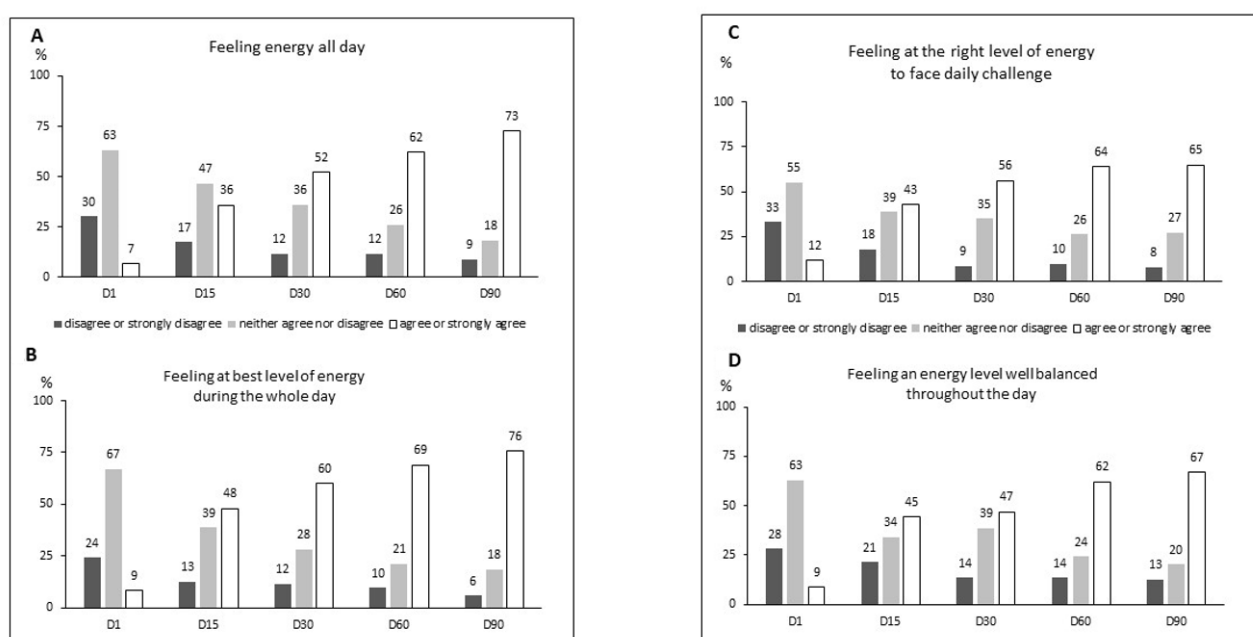 A
Feeling energy all day
%
100
75
50
25
0
30 63 7
17 47 36
12 36 52
12 26 62
9 18 73
D1 D15 D30 D60 D90
disagree or strongly disagree neither agree nor disagree agree or strongly agree
B
Feeling at best level of energy
during the whole day
%
100
75
50
25
0
24 67 9
13 39 48
12 28 60
10 21 69
6 18 76
D1 D15 D30 D60 D90
C
Feeling at the right level of energy
to face daily challenge
%
100
75
50
25
0
33 55 12
18 39 43
9 35 56
10 26 64
8 27 65
D1 D15 D30 D60 D90
disagree or strongly disagree neither agree nor disagree agree or strongly agree
D
Feeling an energy level well balanced
throughout the day
%
100
75
50
25
0
28 63 9
21 34 45
14 39 47
14 24 62
13 20 67
D1 D15 D30 D60 D90